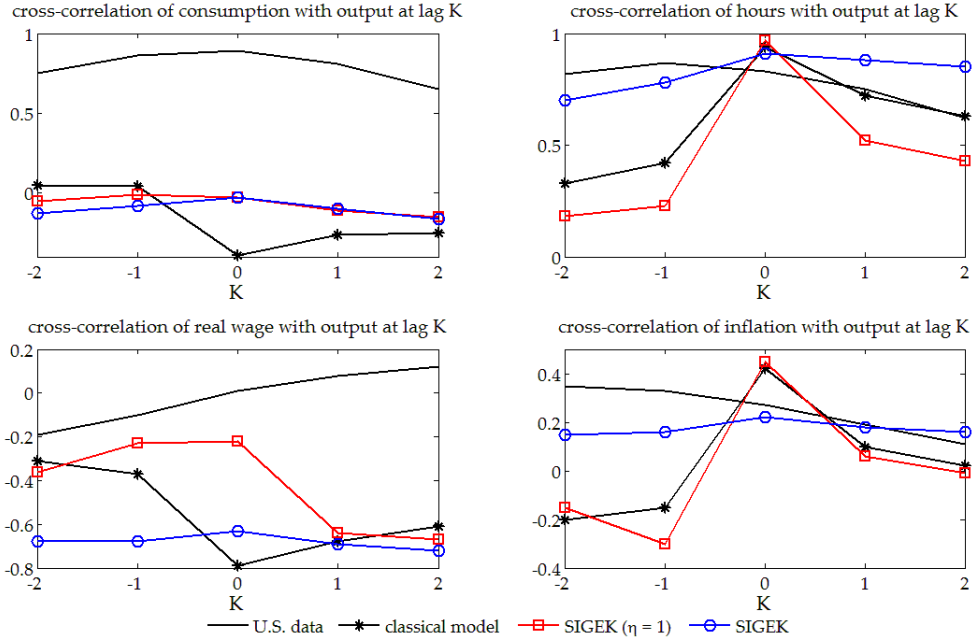 cross-correlation of consumption with output at lag K
1
0.5
0
-2 -1 0 1 2
K
cross-correlation of hours with output at lag K
1
0.5
0
-2 -1 0 1 2
K
cross-correlation of real wage with output at lag K
0.2
0
-0.2
-0.4
-0.6
-0.8
-2 -1 0 1 2
K
cross-correlation of inflation with output at lag K
0.4
0.2
0
-0.2
-0.4
-2 -1 0 1 2
K
U.S. data classical model SIGEK (η = 1) SIGEK